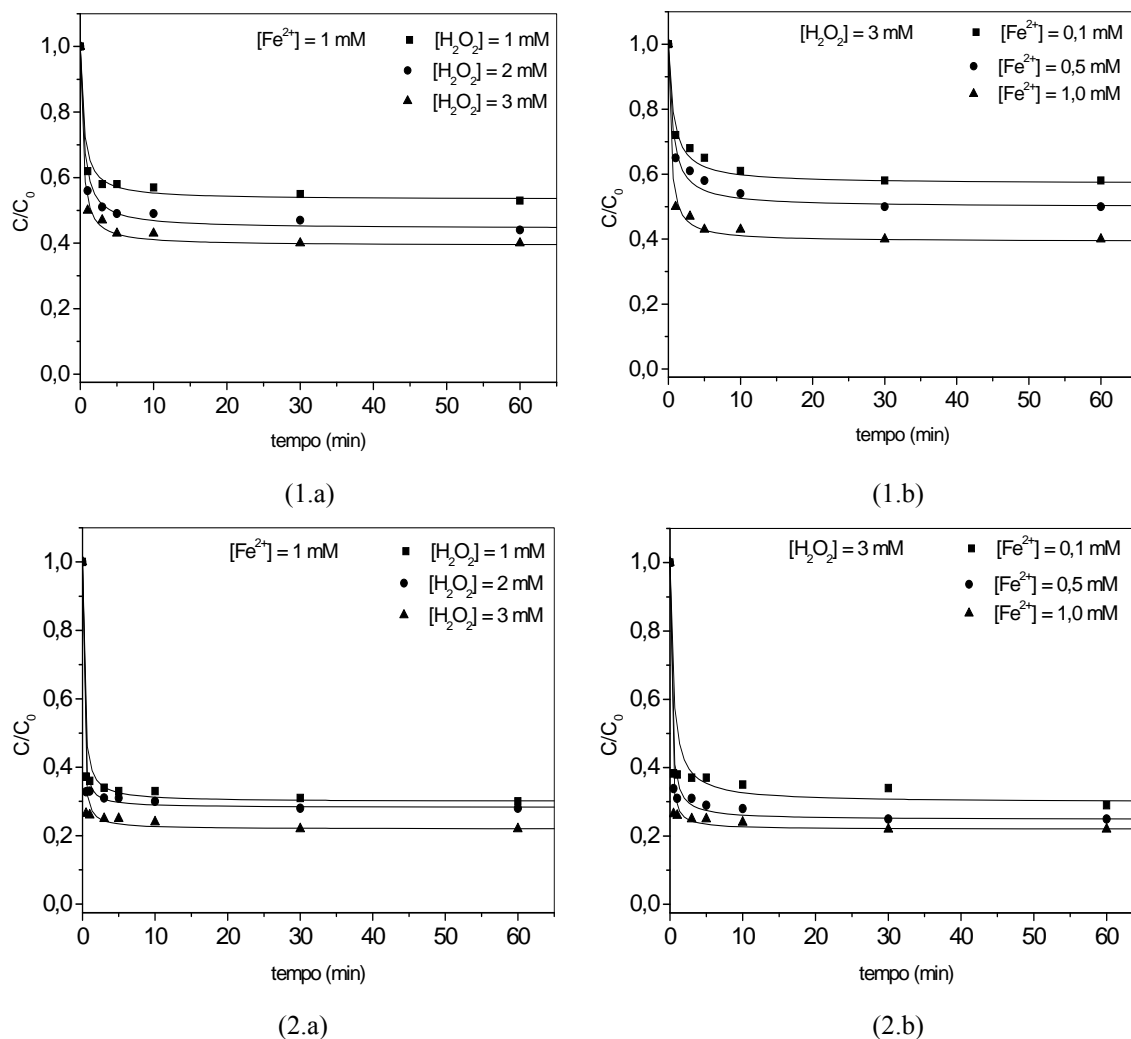 [Fe²⁺] = 1 mM
[H₂O₂] = 1 mM
[H₂O₂] = 2 mM
[H₂O₂] = 3 mM
1,0
0,8
0,6
0,4
0,2
0,0
C/C₀
0 10 20 30 40 50 60
tempo (min)
(1.a)
[H₂O₂] = 3 mM
[Fe²⁺] = 0,1 mM
[Fe²⁺] = 0,5 mM
[Fe²⁺] = 1,0 mM
1,0
0,8
0,6
0,4
0,2
0,0
C/C₀
0 10 20 30 40 50 60
tempo (min)
(1.b)
[Fe²⁺] = 1 mM
[H₂O₂] = 1 mM
[H₂O₂] = 2 mM
[H₂O₂] = 3 mM
1,0
0,8
0,6
0,4
0,2
0,0
C/C₀
0 10 20 30 40 50 60
tempo (min)
(2.a)
[H₂O₂] = 3 mM
[Fe²⁺] = 0,1 mM
[Fe²⁺] = 0,5 mM
[Fe²⁺] = 1,0 mM
1,0
0,8
0,6
0,4
0,2
0,0
C/C₀
0 10 20 30 40 50 60
tempo (min)
(2.b)